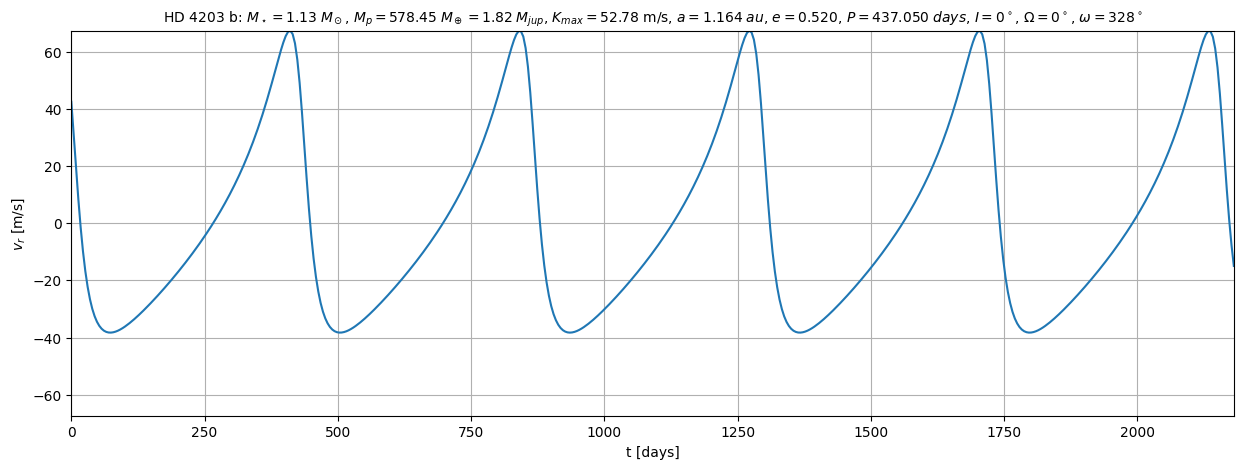 HD 4203 b: M⋆ = 1.13 M⊙, Mp = 578.45 M⊕ = 1.82 Mjup, Kmax = 52.78 m/s, a = 1.164 au, e = 0.520, P = 437.050 days, I = 0°, Ω = 0°, ω = 328°
60
40
20
0
−20
−40
−60
vr [m/s]
0 250 500 750 1000 1250 1500 1750 2000
t [days]